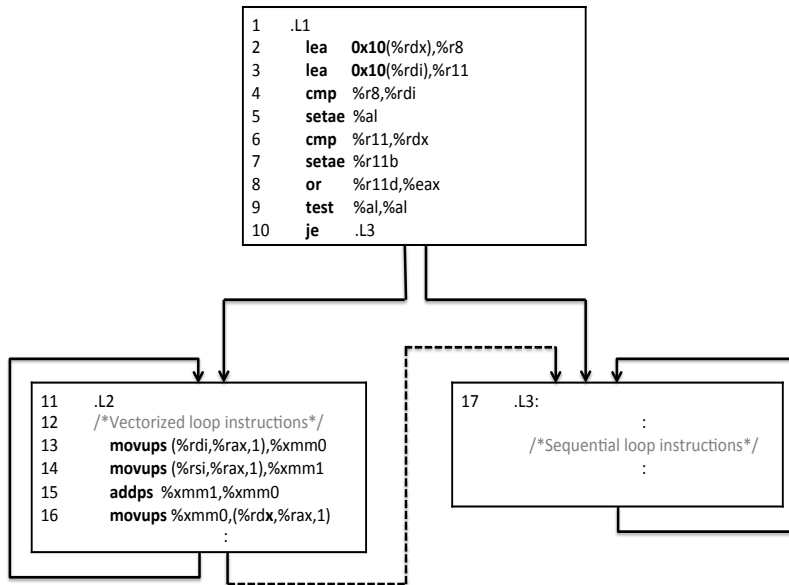 1 .L1
2 lea 0x10(%rdx),%r8
3 lea 0x10(%rdi),%r11
4 cmp %r8,%rdi
5 setae %al
6 cmp %r11,%rdx
7 setae %r11b
8 or %r11d,%eax
9 test %al,%al
10 je .L3
11 .L2
12 /*Vectorized loop instructions*/
13 movups (%rdi,%rax,1),%xmm0
14 movups (%rsi,%rax,1),%xmm1
15 addps %xmm1,%xmm0
16 movups %xmm0,(%rdx,%rax,1)
:
17 .L3:
:
/*Sequential loop instructions*/
: